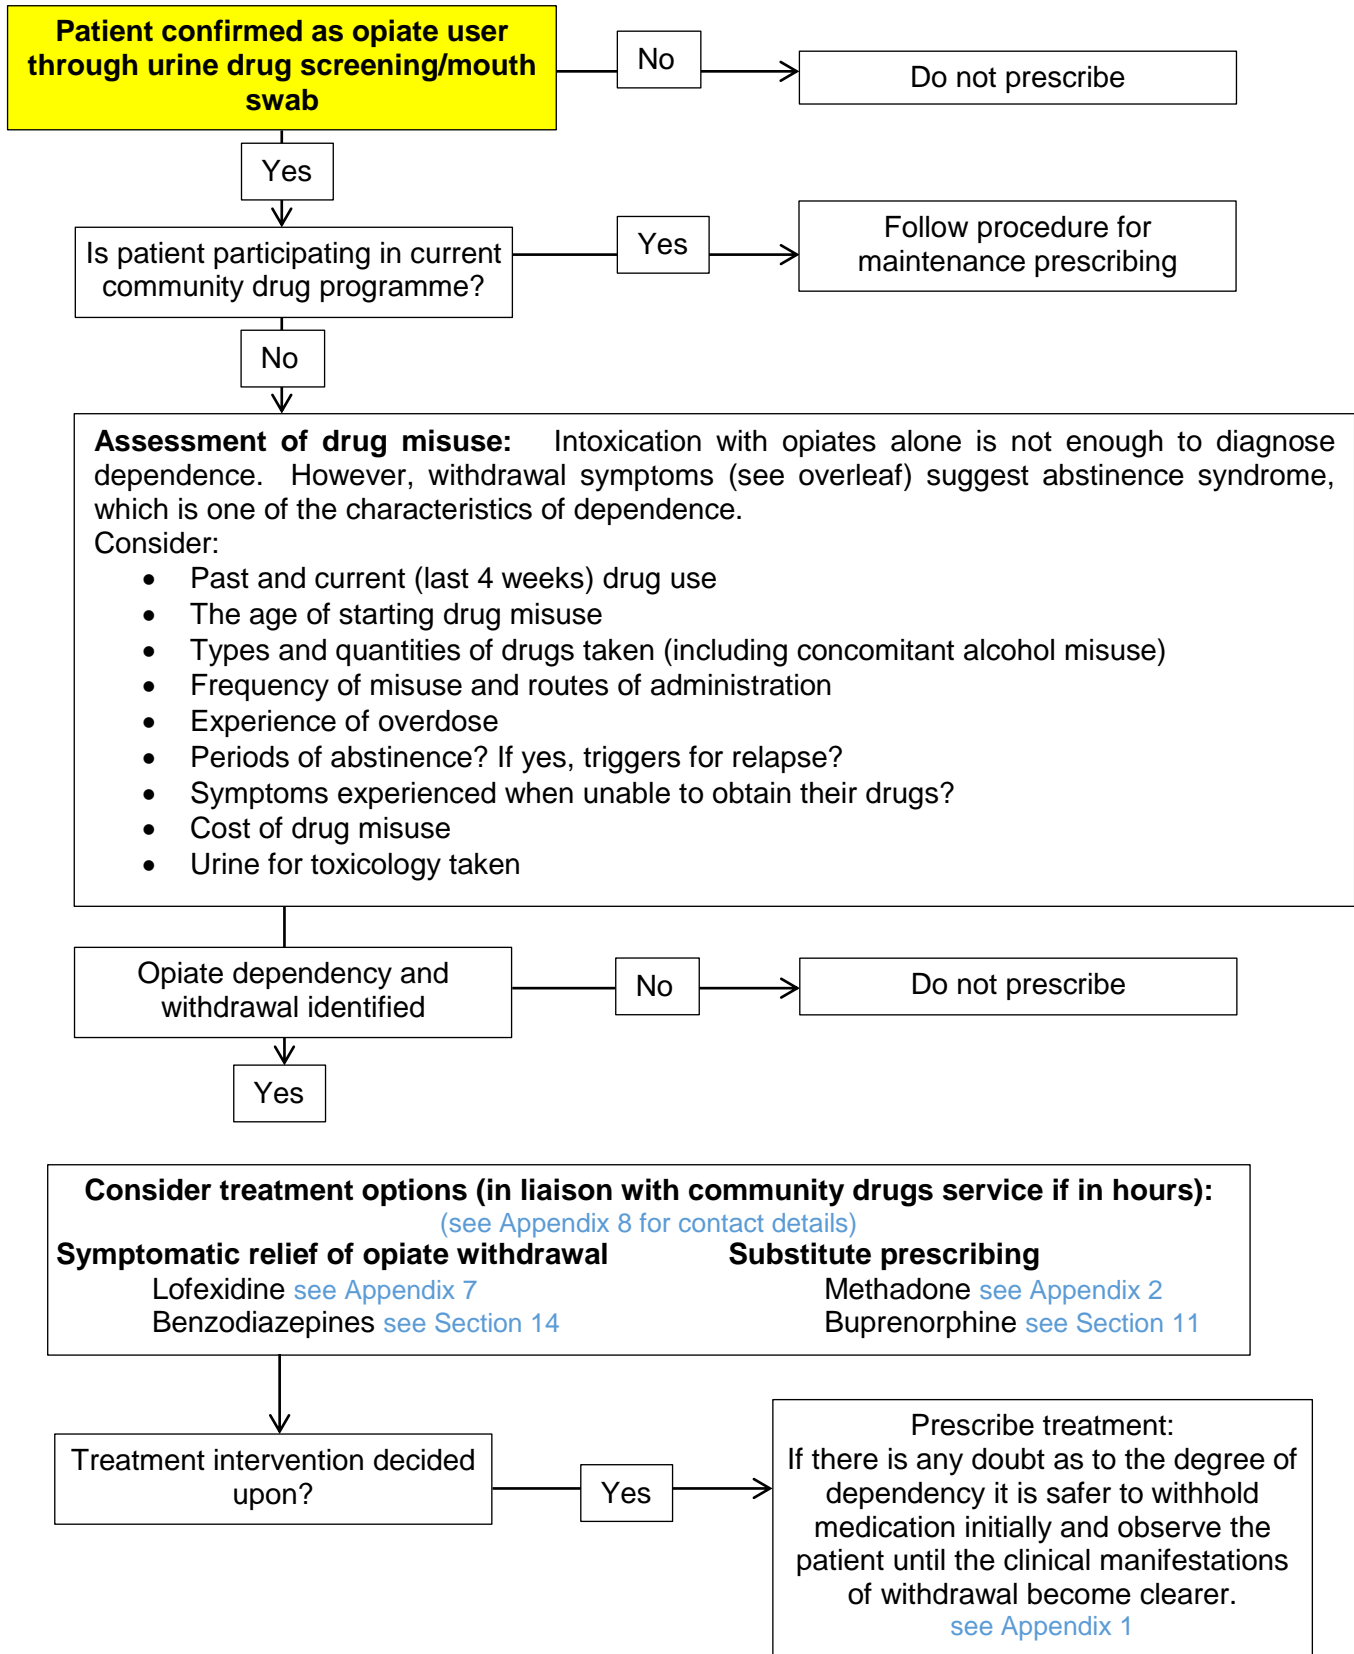 Patient confirmed as opiate user
through urine drug screening/mouth
swab
No
Do not prescribe
Yes
Is patient participating in current
community drug programme?
Yes
Follow procedure for
maintenance prescribing
No
Assessment of drug misuse: Intoxication with opiates alone is not enough to diagnose
dependence. However, withdrawal symptoms (see overleaf) suggest abstinence syndrome,
which is one of the characteristics of dependence.
Consider:
• Past and current (last 4 weeks) drug use
• The age of starting drug misuse
• Types and quantities of drugs taken (including concomitant alcohol misuse)
• Frequency of misuse and routes of administration
• Experience of overdose
• Periods of abstinence? If yes, triggers for relapse?
• Symptoms experienced when unable to obtain their drugs?
• Cost of drug misuse
• Urine for toxicology taken
Opiate dependency and
withdrawal identified
No
Do not prescribe
Yes
Consider treatment options (in liaison with community drugs service if in hours):
(see Appendix 8 for contact details)
Symptomatic relief of opiate withdrawal
Lofexidine see Appendix 7
Benzodiazepines see Section 14
Substitute prescribing
Methadone see Appendix 2
Buprenorphine see Section 11
Treatment intervention decided
upon?
Yes
Prescribe treatment:
If there is any doubt as to the degree of
dependency it is safer to withhold
medication initially and observe the
patient until the clinical manifestations
of withdrawal become clearer.
see Appendix 1